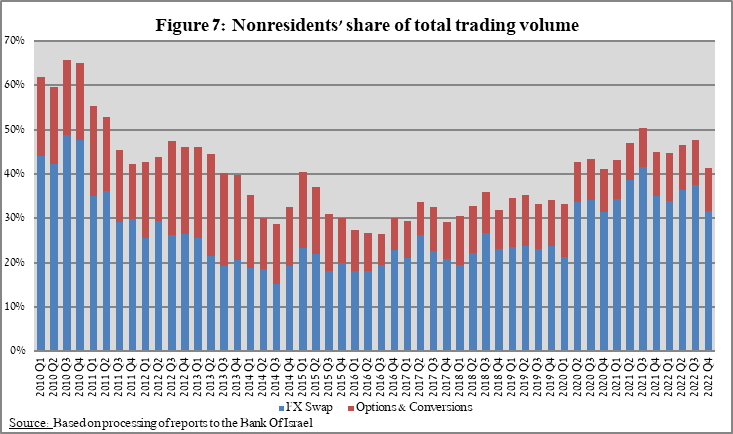 Figure 7: Nonresidents' share of total trading volume
70%
60%
50%
40%
30%
20%
10%
0%
2010 Q1
2010 Q2
2010 Q3
2010 Q4
2011 Q1
2011 Q2
2011 Q3
2011 Q4
2012 Q1
2012 Q2
2012 Q3
2012 Q4
2013 Q1
2013 Q2
2013 Q3
2013 Q4
2014 Q1
2014 Q2
2014 Q3
2014 Q4
2015 Q1
2015 Q2
2015 Q3
2015 Q4
2016 Q1
2016 Q2
2016 Q3
2016 Q4
2017 Q1
2017 Q2
2017 Q3
2017 Q4
2018 Q1
2018 Q2
2018 Q3
2018 Q4
2019 Q1
2019 Q2
2019 Q3
2019 Q4
2020 Q1
2020 Q2
2020 Q3
2020 Q4
2021 Q1
2021 Q2
2021 Q3
2021 Q4
2022 Q1
2022 Q2
2022 Q3
2022 Q4
FX Swap Options & Conversions
Source: Based on processing of reports to the Bank Of Israel